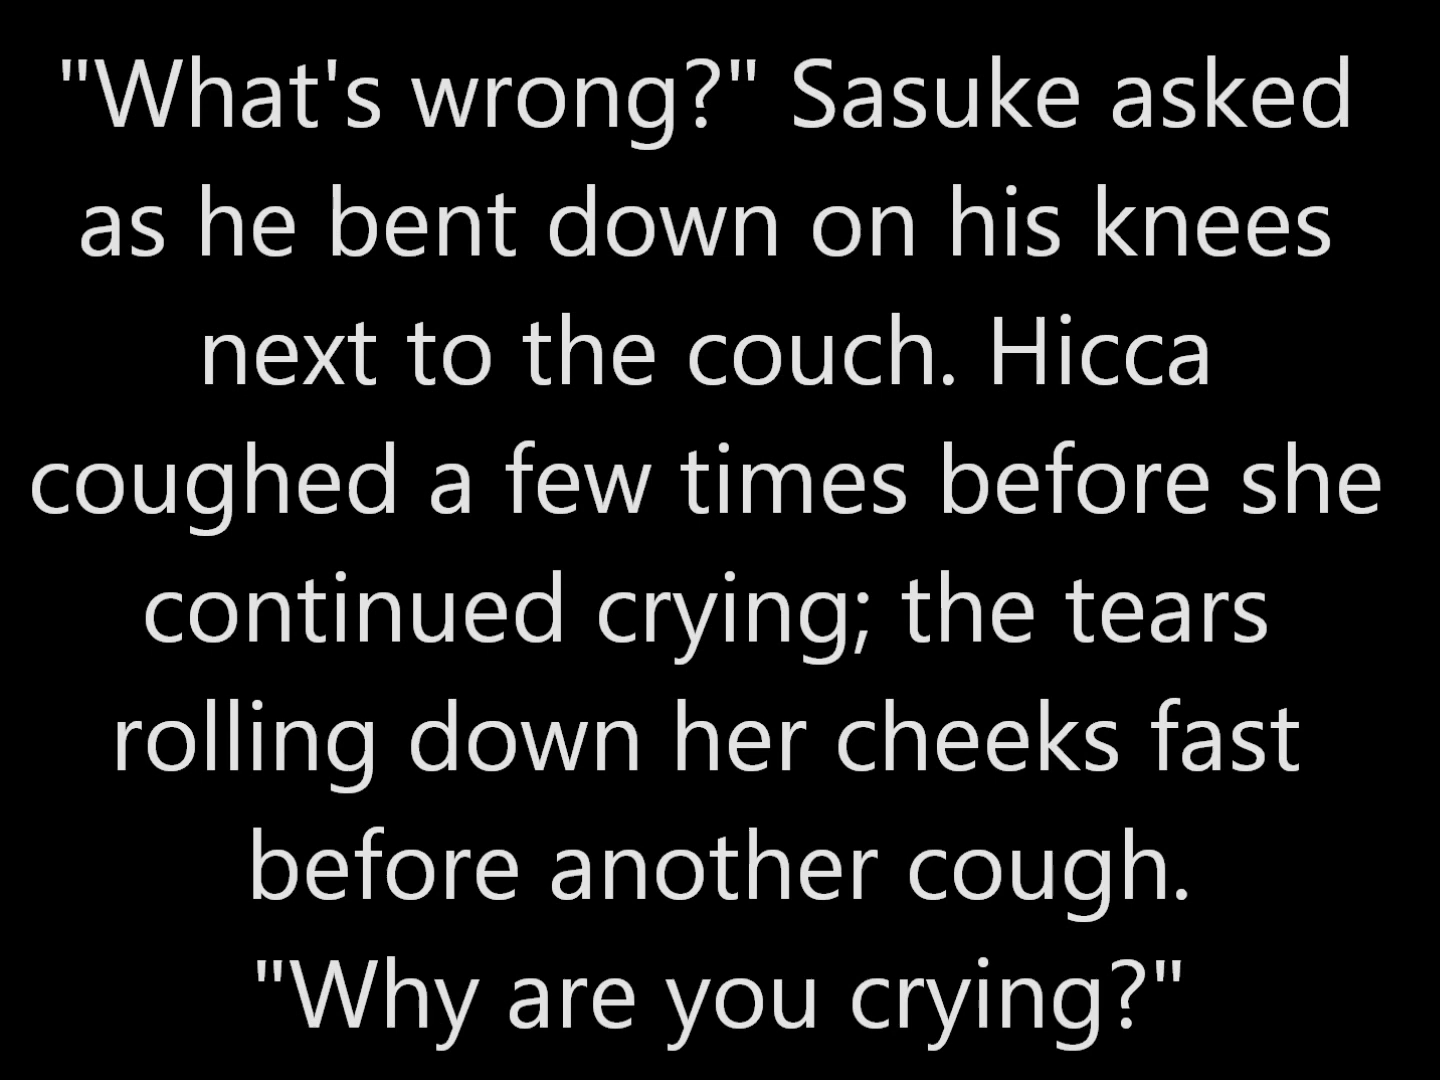 "What's wrong?" Sasuke asked
as he bent down on his knees
next to the couch. Hicca
coughed a few times before she
continued crying; the tears
rolling down her cheeks fast
before another cough.
"Why are you crying?"